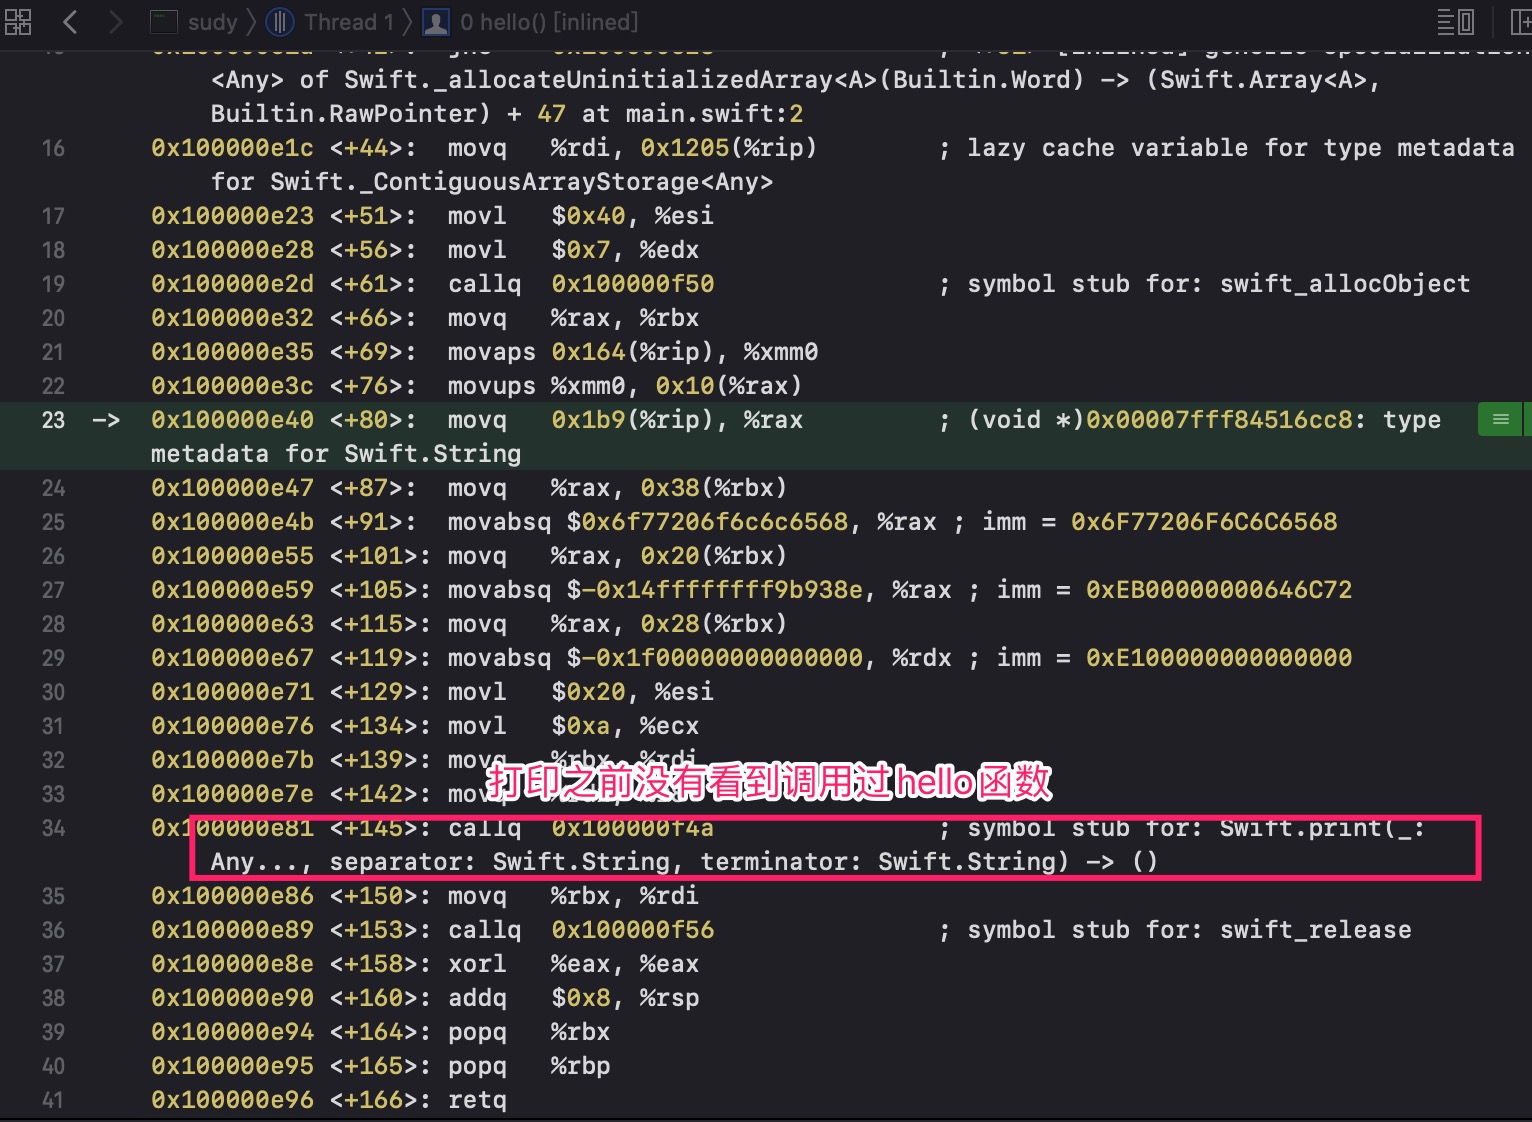 sudy 〉 Thread 1 〉 0 hello() [inlined]
<Any> of Swift._allocateUninitializedArray<A>(Builtin.Word) -> (Swift.Array<A>,
Builtin.RawPointer) + 47 at main.swift:2
16 0x100000e1c <+44>: movq %rdi, 0x1205(%rip) ; lazy cache variable for type metadata
for Swift._ContiguousArrayStorage<Any>
17 0x100000e23 <+51>: movl $0x40, %esi
18 0x100000e28 <+56>: movl $0x7, %edx
19 0x100000e2d <+61>: callq 0x100000f50 ; symbol stub for: swift_allocObject
20 0x100000e32 <+66>: movq %rax, %rbx
21 0x100000e35 <+69>: movaps 0x164(%rip), %xmm0
22 0x100000e3c <+76>: movups %xmm0, 0x10(%rax)
23 -> 0x100000e40 <+80>: movq 0x1b9(%rip), %rax ; (void *)0x00007fff84516cc8: type
metadata for Swift.String
24 0x100000e47 <+87>: movq %rax, 0x38(%rbx)
25 0x100000e4b <+91>: movabsq $0x6f77206f6c6c6568, %rax ; imm = 0x6F77206F6C6C6568
26 0x100000e55 <+101>: movq %rax, 0x20(%rbx)
27 0x100000e59 <+105>: movabsq $-0x14ffffffff9b938e, %rax ; imm = 0xEB00000000646C72
28 0x100000e63 <+115>: movq %rax, 0x28(%rbx)
29 0x100000e67 <+119>: movabsq $-0x1f00000000000000, %rdx ; imm = 0xE100000000000000
30 0x100000e71 <+129>: movl $0x20, %esi
31 0x100000e76 <+134>: movl $0xa, %ecx
32 0x100000e7b <+139>: movq %rbx, %rdi
打印之前没有看到调用过hello函数
33 0x100000e7e <+142>: movq
34 0x100000e81 <+145>: callq 0x100000f4a ; symbol stub for: Swift.print(_:
Any..., separator: Swift.String, terminator: Swift.String) -> ()
35 0x100000e86 <+150>: movq %rbx, %rdi
36 0x100000e89 <+153>: callq 0x100000f56 ; symbol stub for: swift_release
37 0x100000e8e <+158>: xorl %eax, %eax
38 0x100000e90 <+160>: addq $0x8, %rsp
39 0x100000e94 <+164>: popq %rbx
40 0x100000e95 <+165>: popq %rbp
41 0x100000e96 <+166>: retq